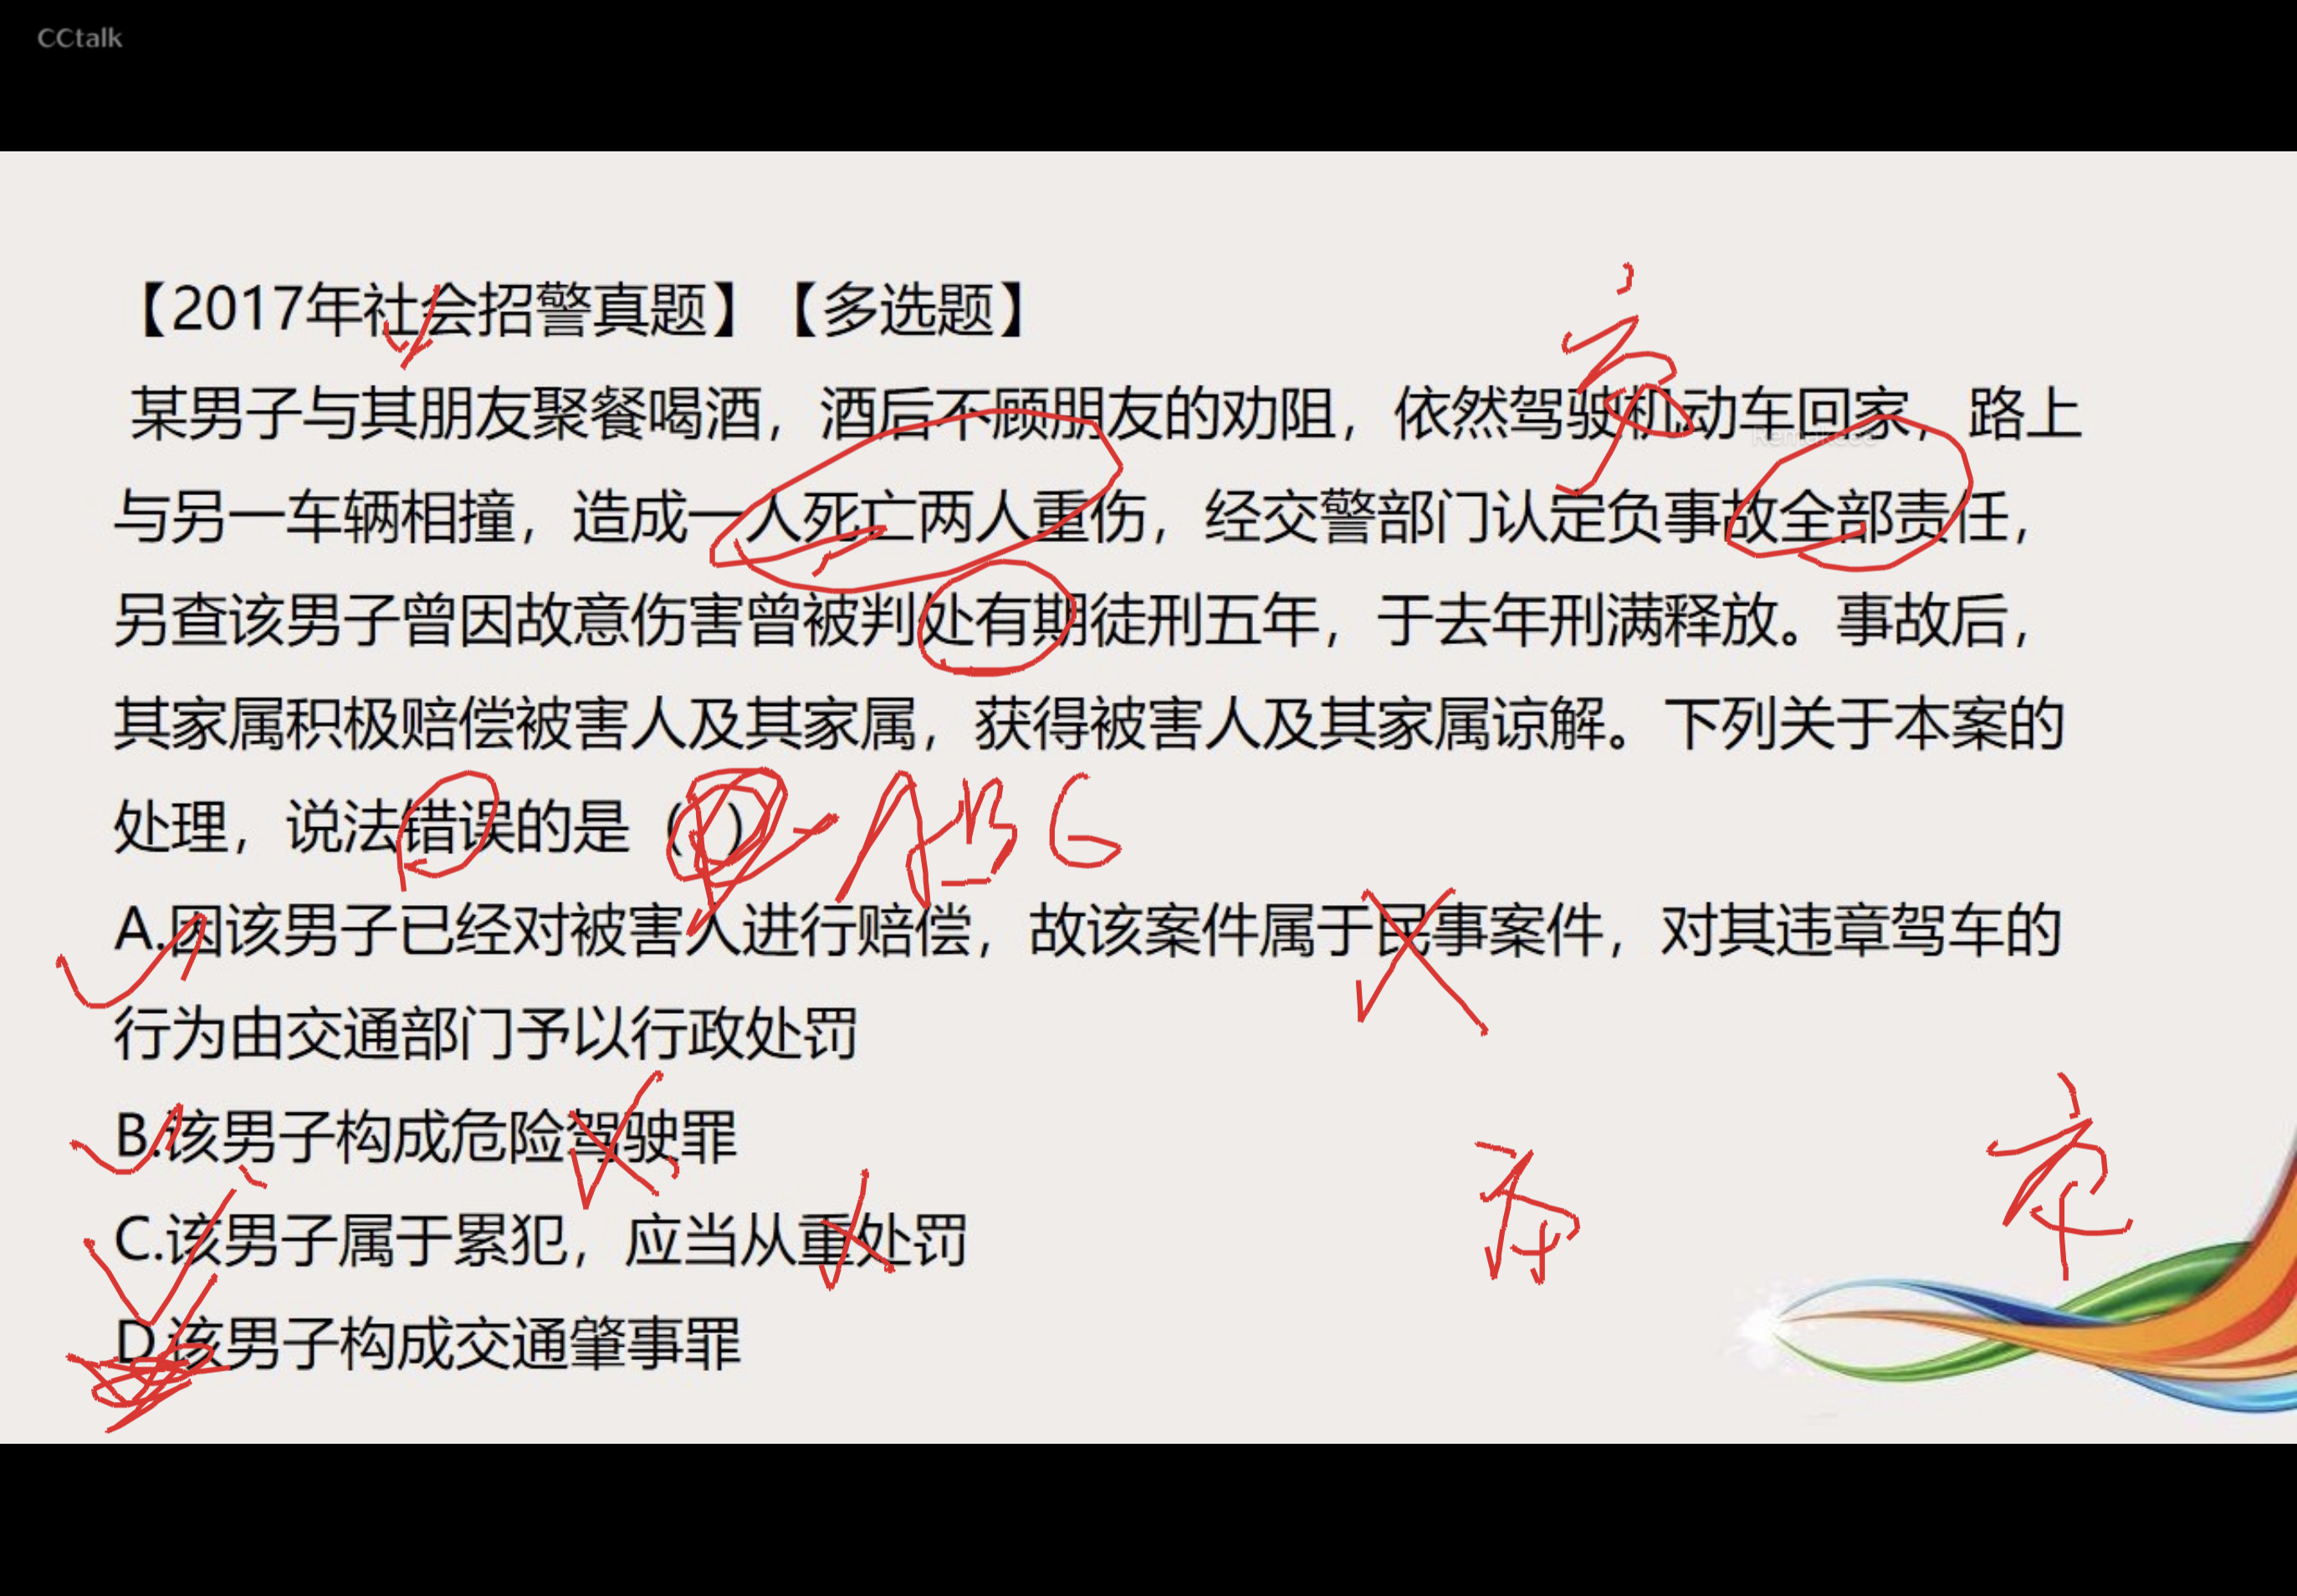 CCtalk
【2017年社会招警真题】【多选题】
某男子与其朋友聚餐喝酒，酒后不顾朋友的劝阻，依然驾驶机动车回家，路上
与另一车辆相撞，造成一人死亡两人重伤，经交警部门认定负事故全部责任，
另查该男子曾因故意伤害曾被判处有期徒刑五年，于去年刑满释放。事故后，
其家属积极赔偿被害人及其家属，获得被害人及其家属谅解。下列关于本案的
处理，说法错误的是（ ） ABC
A.因该男子已经对被害人进行赔偿，故该案件属于民事案件，对其违章驾车的
行为由交通部门予以行政处罚
B.该男子构成危险驾驶罪
C.该男子属于累犯，应当从重处罚
D.该男子构成交通肇事罪